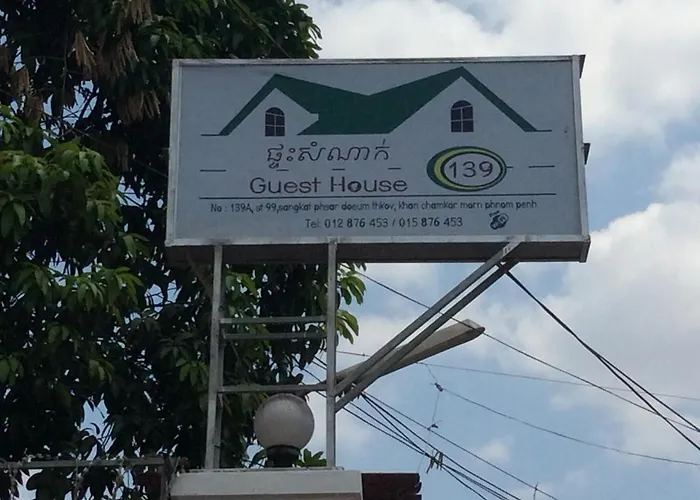 ផ្ទះសំណាក់
Guest House 139
No : 139A, st 99,sangkat phsar doeum thkov, khan chamkar morn phnom penh
Tel: 012 876 453 / 015 876 453